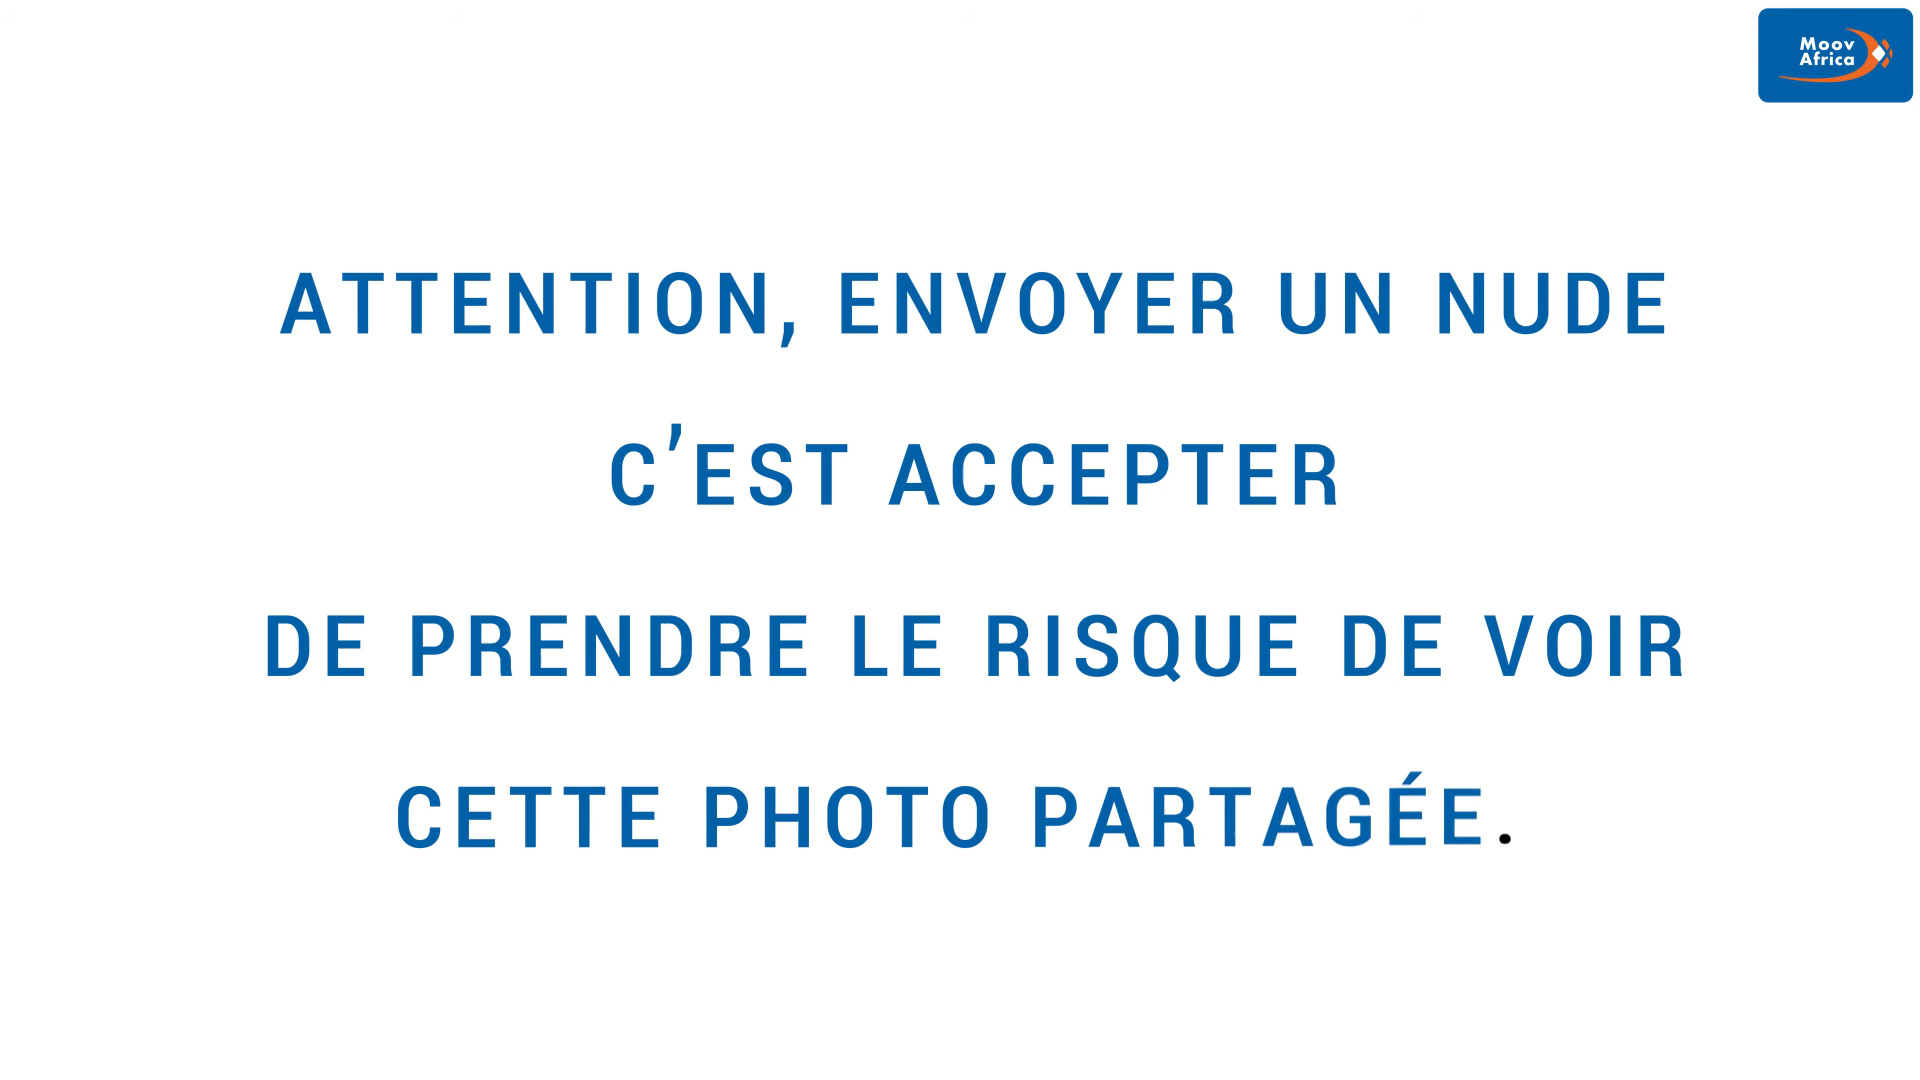 Moov
Africa
ATTENTION, ENVOYER UN NUDE
C’EST ACCEPTER
DE PRENDRE LE RISQUE DE VOIR
CETTE PHOTO PARTAGÉE.